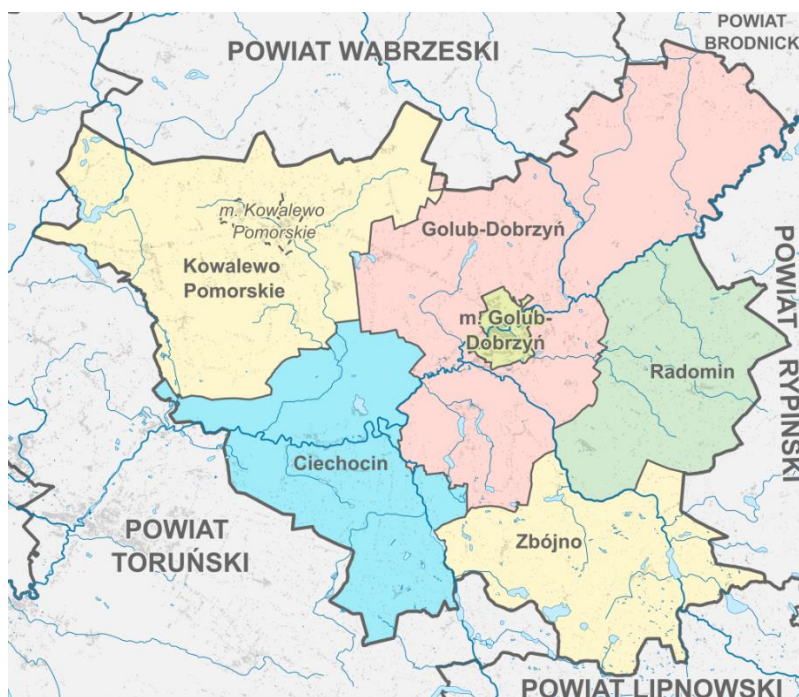 POWIAT
BRODNICK
POWIAT WĄBRZESKI
m. Kowalewo
Pomorskie
Golub-Dobrzyń
Kowalewo
Pomorskie
m. Golub-
Dobrzyń
POWIAT RYPIŃSKI
Radomin
Ciechocin
POWIAT
TORUŃSKI
Zbójno
POWIAT LIPNOWSKI